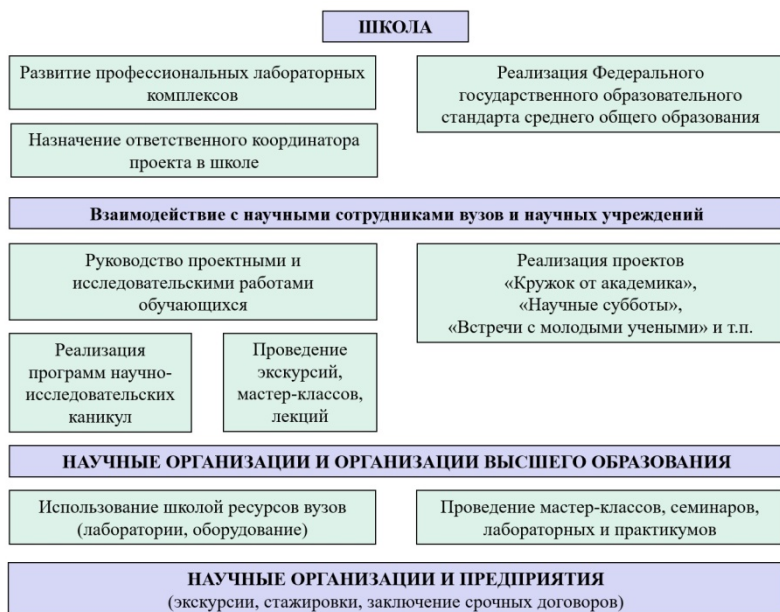 ШКОЛА
Развитие профессиональных лабораторных
комплексов
Реализация Федерального
государственного образовательного
стандарта среднего общего образования
Назначение ответственного координатора
проекта в школе
Взаимодействие с научными сотрудниками вузов и научных учреждений
Руководство проектными и
исследовательскими работами
обучающихся
Реализация проектов
«Кружок от академика»,
«Научные субботы»,
«Встречи с молодыми учеными» и т.п.
Реализация
программ научно-
исследовательских
каникул
Проведение
экскурсий,
мастер-классов,
лекций
НАУЧНЫЕ ОРГАНИЗАЦИИ И ОРГАНИЗАЦИИ ВЫСШЕГО ОБРАЗОВАНИЯ
Использование школой ресурсов вузов
(лаборатории, оборудование)
Проведение мастер-классов, семинаров,
лабораторных и практикумов
НАУЧНЫЕ ОРГАНИЗАЦИИ И ПРЕДПРИЯТИЯ
(экскурсии, стажировки, заключение срочных договоров)